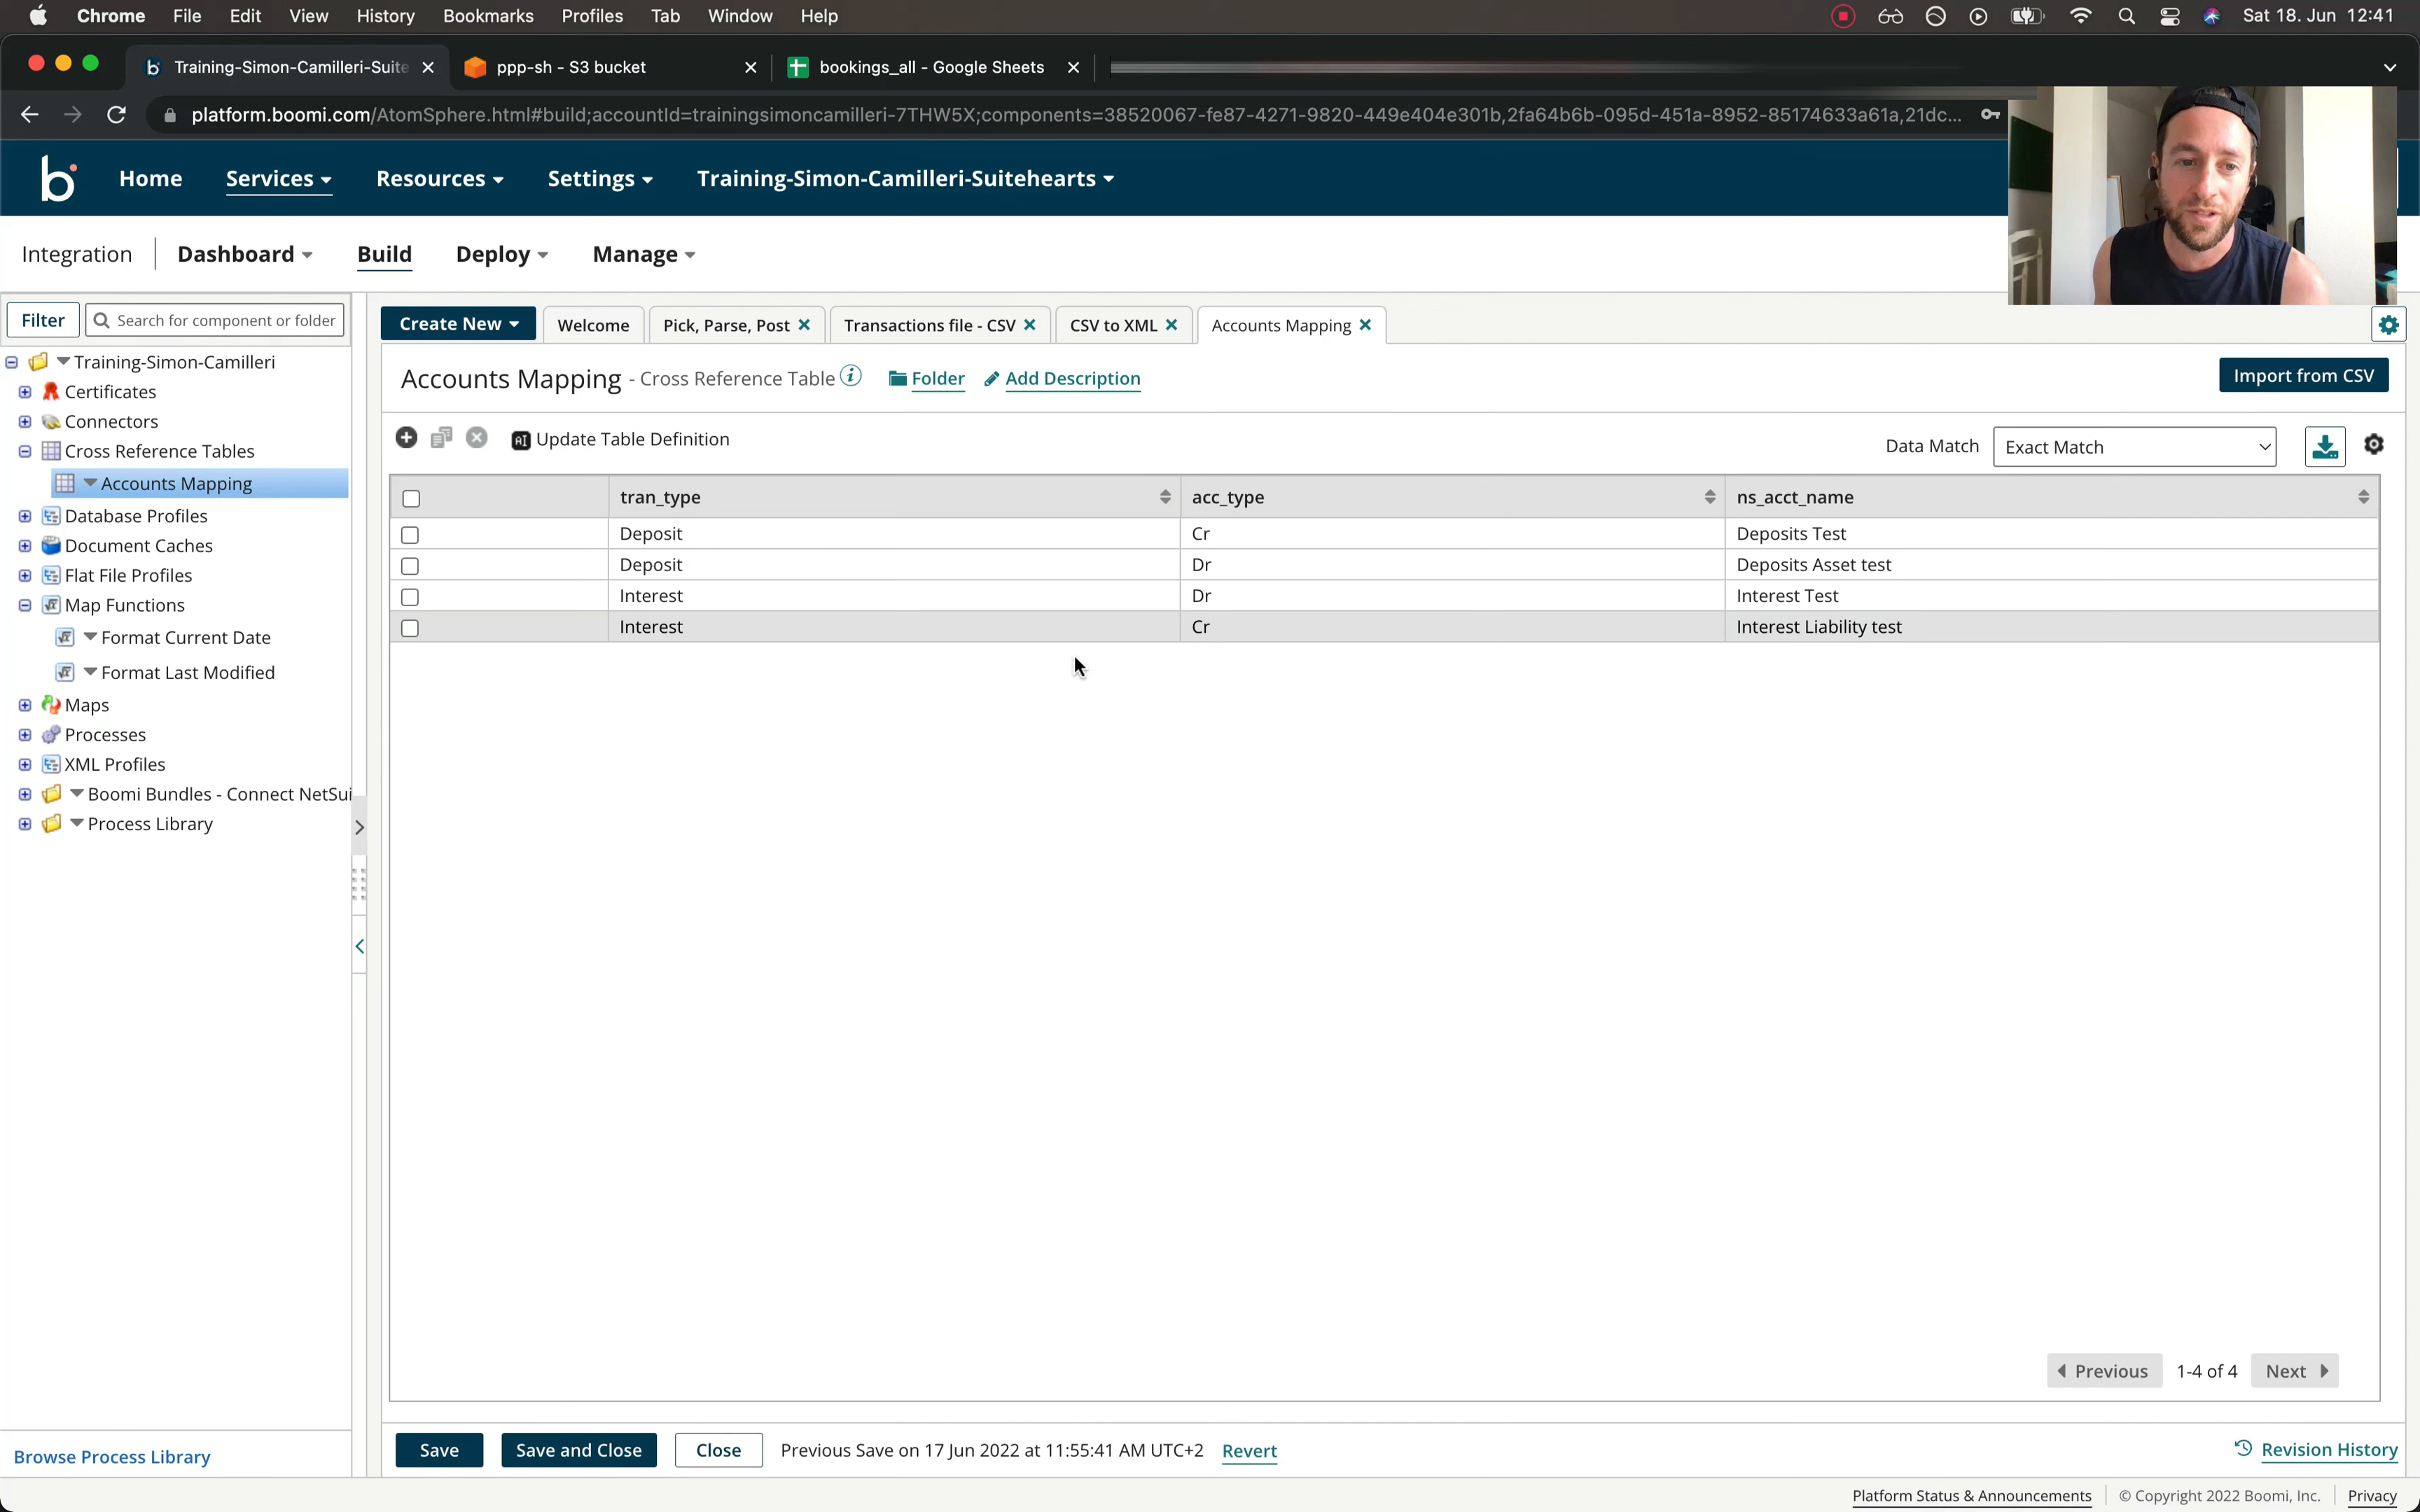 Chrome File Edit View History Bookmarks Profiles Tab Window Help Sat 18. Jun 12:41
Training-Simon-Camilleri-Suite ppp-sh - S3 bucket bookings_all - Google Sheets
platform.boomi.com/AtomSphere.html#build;accountId=trainingsimoncamilleri-7THW5X;components=38520067-fe87-4271-9820-449e404e301b,2fa64b6b-095d-451a-8952-85174633a61a,21dc...
Home Services Resources Settings Training-Simon-Camilleri-Suitehearts
Integration Dashboard Build Deploy Manage
Filter Search for component or folder
Training-Simon-Camilleri
Certificates
Connectors
Cross Reference Tables
Accounts Mapping
Database Profiles
Document Caches
Flat File Profiles
Map Functions
Format Current Date
Format Last Modified
Maps
Processes
XML Profiles
Boomi Bundles - Connect NetSui
Process Library
Browse Process Library
Create New Welcome Pick, Parse, Post Transactions file - CSV CSV to XML Accounts Mapping
Accounts Mapping - Cross Reference Table Folder Add Description Import from CSV
Update Table Definition Data Match Exact Match
tran_type acc_type ns_acct_name
Deposit Cr Deposits Test
Deposit Dr Deposits Asset test
Interest Dr Interest Test
Interest Cr Interest Liability test
Previous 1-4 of 4 Next
Save Save and Close Close Previous Save on 17 Jun 2022 at 11:55:41 AM UTC+2 Revert Revision History
Platform Status & Announcements © Copyright 2022 Boomi, Inc. Privacy